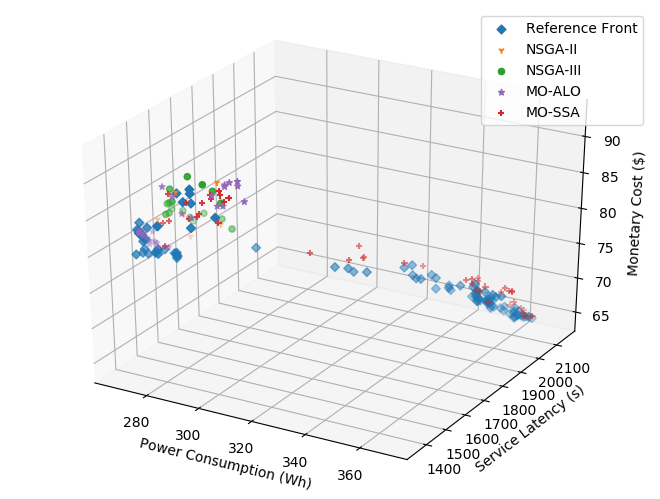 Reference Front
NSGA-II
NSGA-III
MO-ALO
MO-SSA
90
85
80
75
70
65
Monetary Cost ($)
2100
2000
1900
1800
1700
1600
1500
1400
Service Latency (s)
280
300
320
340
360
Power Consumption (Wh)